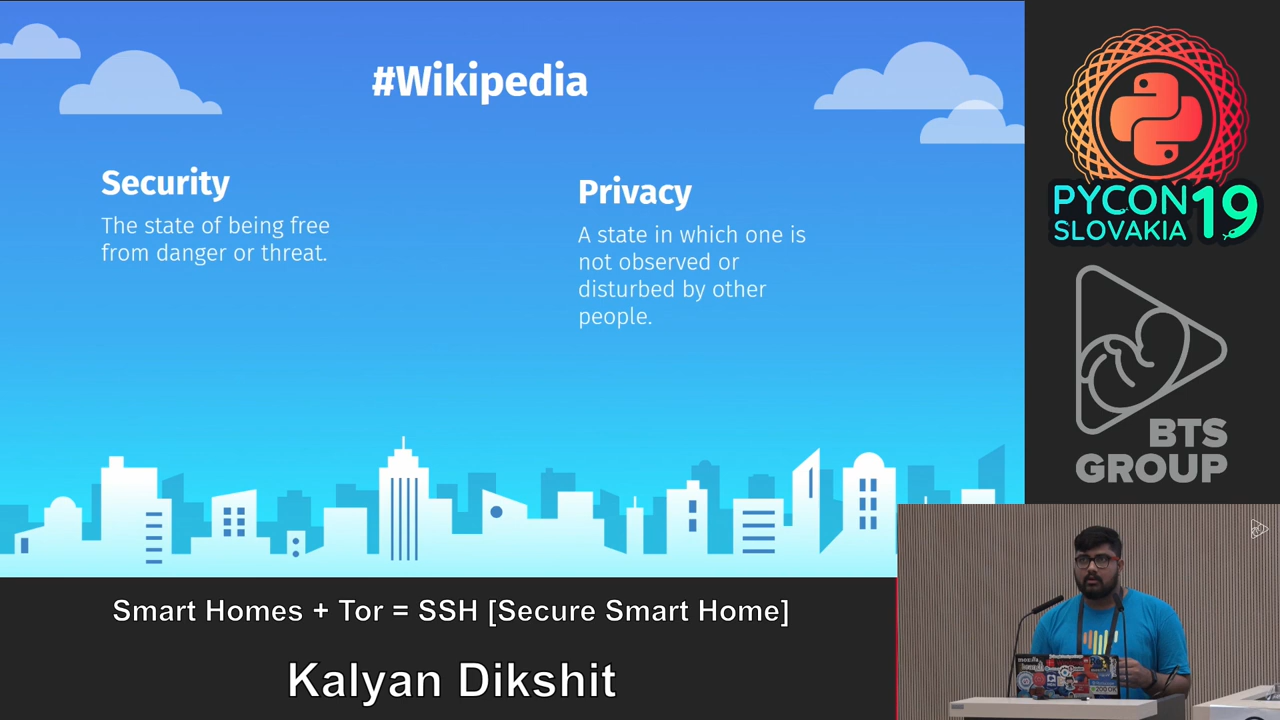 #Wikipedia
Security
The state of being free
from danger or threat.
Privacy
A state in which one is
not observed or
disturbed by other
people.
PYCON 19
SLOVAKIA
BTS
GROUP
Smart Homes + Tor = SSH [Secure Smart Home]
Kalyan Dikshit
mozilla